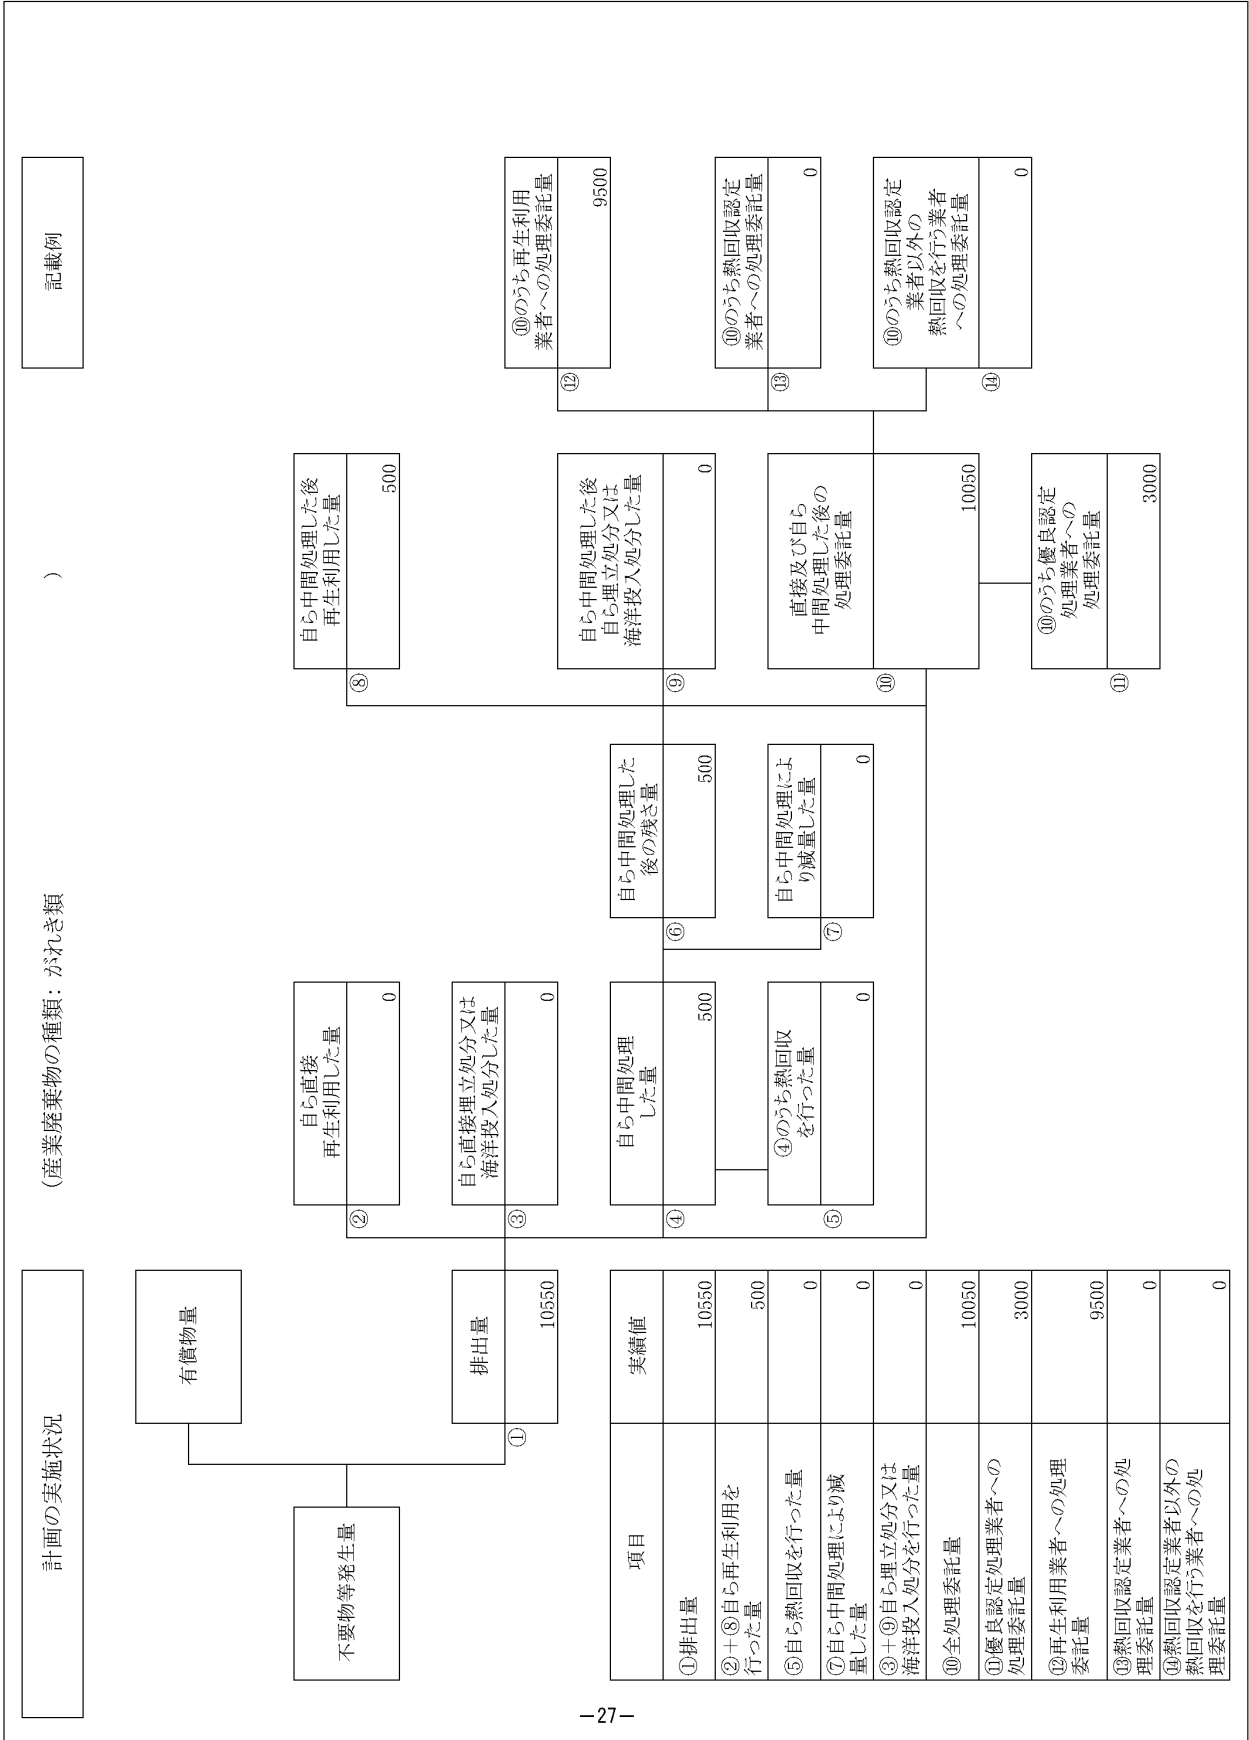 計画の実施状況
(産業廃棄物の種類：がれき類
)
記載例
不要物等発生量
有償物量
排出量
①
10550
自ら直接
再生利用した量
②
0
自ら直接埋立処分又は
海洋投入処分した量
③
0
自ら中間処理
した量
④
500
④のうち熱回収
を行った量
⑤
0
自ら中間処理した
後の残さ量
⑥
500
自ら中間処理によ
り減量した量
⑦
0
自ら中間処理した後
再生利用した量
⑧
500
自ら中間処理した後
自ら埋立処分又は
海洋投入処分した量
⑨
0
直接及び自ら
中間処理した後の
処理委託量
⑩
10050
⑩のうち優良認定
処理業者への
処理委託量
⑪
3000
⑩のうち再生利用
業者への処理委託量
⑫
9500
⑩のうち熱回収認定
業者への処理委託量
⑬
0
⑩のうち熱回収認定
業者以外の
熱回収を行う業者
への処理委託量
⑭
0
項目 実績値
①排出量 10550
②＋⑧自ら再生利用を
行った量 500
⑤自ら熱回収を行った量 0
⑦自ら中間処理により減
量した量 0
③＋⑨自ら埋立処分又は
海洋投入処分を行った量 0
⑩全処理委託量 10050
⑪優良認定処理業者への
処理委託量 3000
⑫再生利用業者への処理
委託量 9500
⑬熱回収認定業者への処
理委託量 0
⑭熱回収認定業者以外の
熱回収を行う業者への処
理委託量 0
－27－